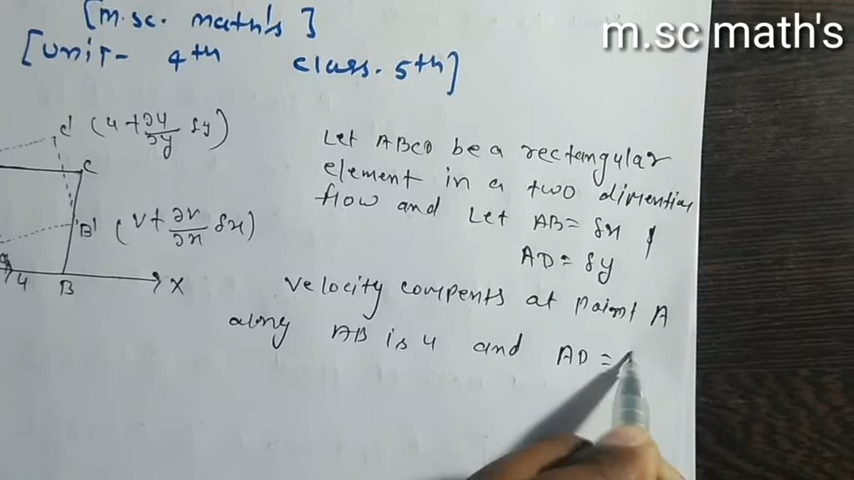 [M.sc. math's]
m.sc math's
[Unit- 4th class. 5th]
c' (u+∂u/∂y δy)
C
B' (v+∂v/∂x δx)
u B X
Let ABCD be a rectangular
element in a two dimention
flow and Let AB = δx
AD = δy
velocity compents at point A
along AB is u and AD =